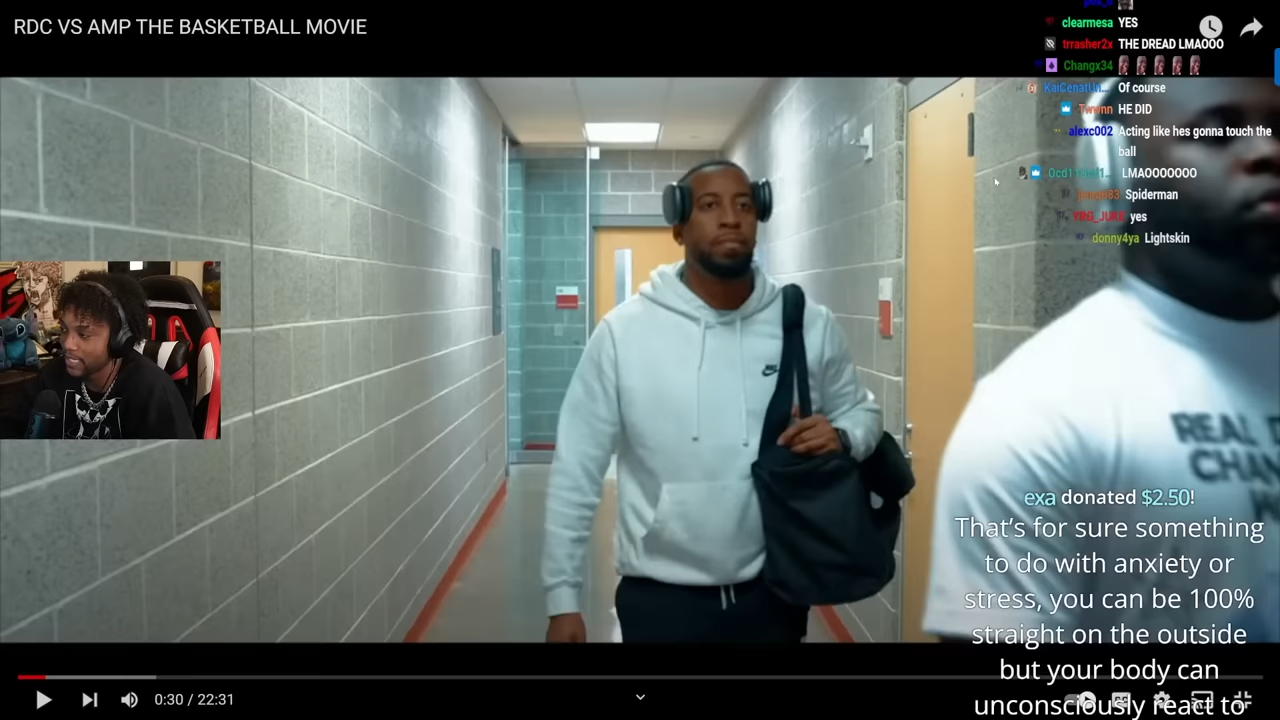 RDC VS AMP THE BASKETBALL MOVIE
clearmesa YES
trrasher2x THE DREAD LMAOOO
Changx34
Of course
Twwnn HE DID
alexc002 Acting like hes gonna touch the
ball
LMAOOOOOOO
Spiderman
YRG_JUKE yes
donny4ya Lightskin
REAL
CHAN
exa donated $2.50!
That's for sure something
to do with anxiety or
stress, you can be 100%
straight on the outside
but your body can
unconsciously react to
0:30 / 22:31